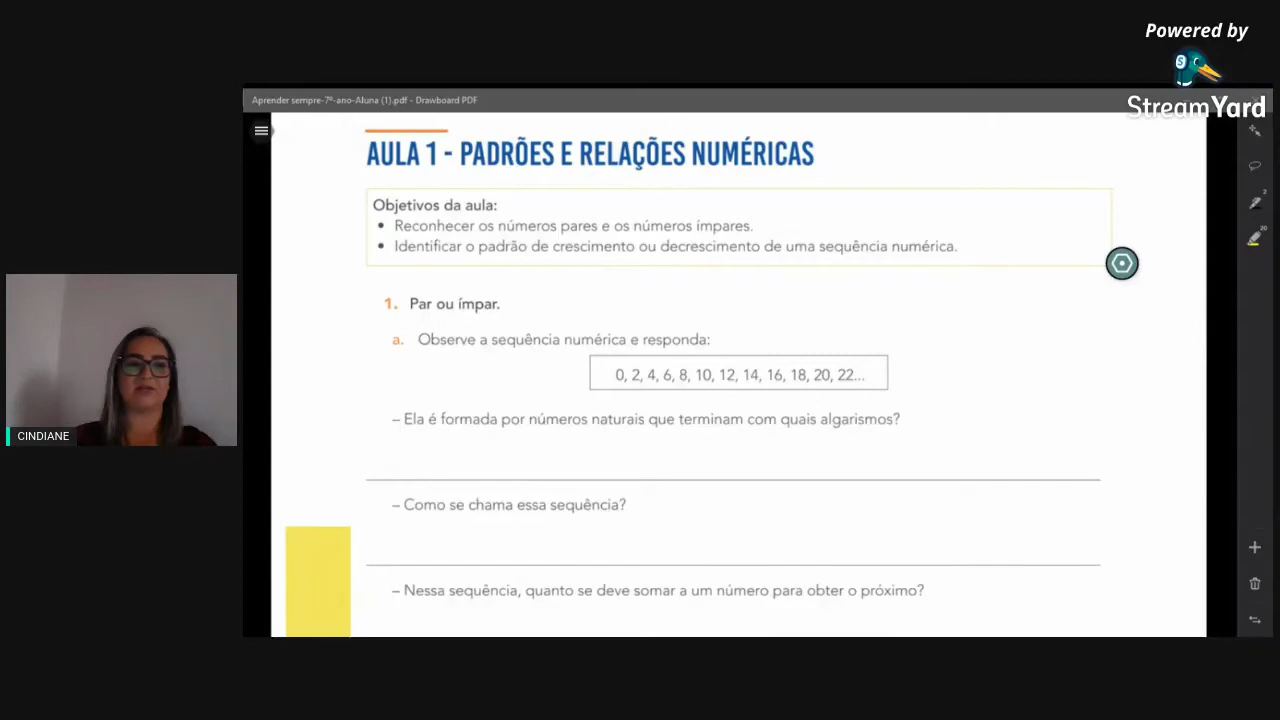 Powered by
StreamYard
Aprender sempre-7º-ano-Aluna (1).pdf - Drawboard PDF
AULA 1 - PADRÕES E RELAÇÕES NUMÉRICAS
Objetivos da aula:
• Reconhecer os números pares e os números ímpares.
• Identificar o padrão de crescimento ou decrescimento de uma sequência numérica.
1. Par ou ímpar.
a. Observe a sequência numérica e responda:
0, 2, 4, 6, 8, 10, 12, 14, 16, 18, 20, 22...
– Ela é formada por números naturais que terminam com quais algarismos?
– Como se chama essa sequência?
– Nessa sequência, quanto se deve somar a um número para obter o próximo?
CINDIANE
2
20